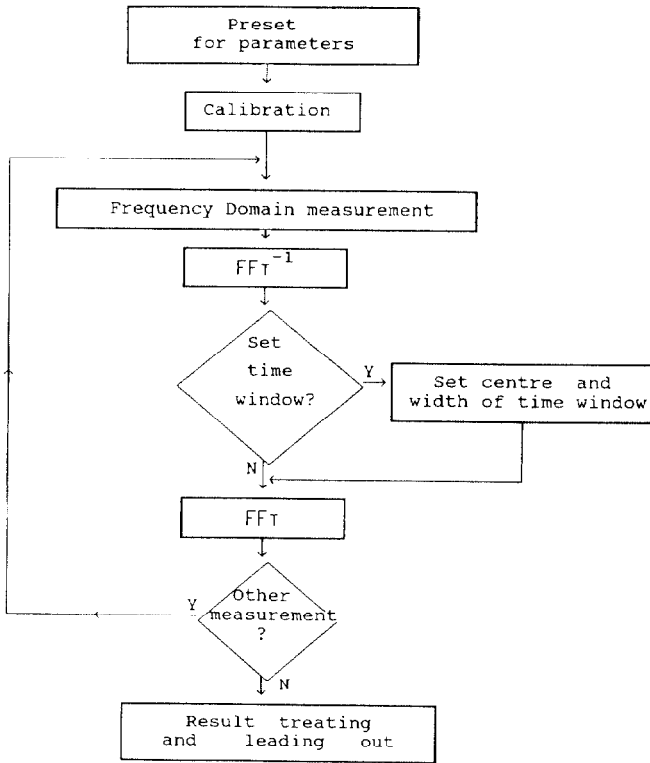 Preset
for parameters
Calibration
Frequency Domain measurement
FFT⁻¹
Set
time
window?
Y
Set centre and
width of time window
N
FFT
Other
measurement
?
Y
N
Result treating
and leading out